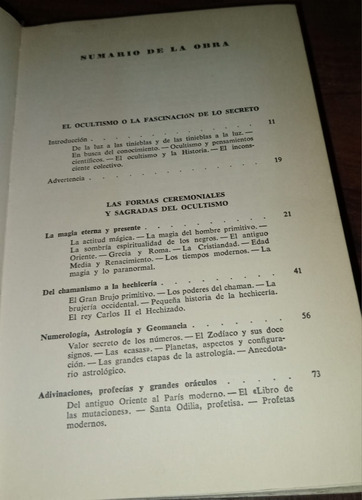 SUMARIO DE LA OBRA
EL OCULTISMO O LA FASCINACION DE LO SECRETO
Introducción . . . . . . . . . . . . 11
De la luz a las tinieblas y de las tinieblas a la luz. —
En busca del conocimiento. — Ocultismo y pensamientos
científicos. — El ocultismo y la Historia. — El incons-
ciente colectivo.
Advertencia . . . . . . . . . . . . 19
LAS FORMAS CEREMONIALES
Y SAGRADAS DEL OCULTISMO
La magia eterna y presente . . . . . . . . 21
La actitud mágica. — La magia del hombre primitivo. —
La sombría espiritualidad de los negros. — El antiguo
Oriente. — Grecia y Roma. — La Cristiandad. — Edad
Media y Renacimiento. — Los tiempos modernos. — La
magia y lo paranormal.
Del chamanismo a la hechicería . . . . . . . 41
El Gran Brujo primitivo. — Los poderes del chaman. — La
brujería occidental. — Pequeña historia de la hechicería.
El rey Carlos II el Hechizado.
Numerología, Astrología y Geomancia . . . . . 56
Valor secreto de los números. — El Zodíaco y sus doce
signos. — Las «casas». — Planetas, aspectos y configura-
ción. — Las grandes etapas de la astrología. — Anecdota-
rio astrológico.
Adivinaciones, profecías y grandes oráculos . . . . 73
Del antiguo Oriente al París moderno. — El «Libro de
las mutaciones». — Santa Odilia, profetisa. — Profetas
modernos.